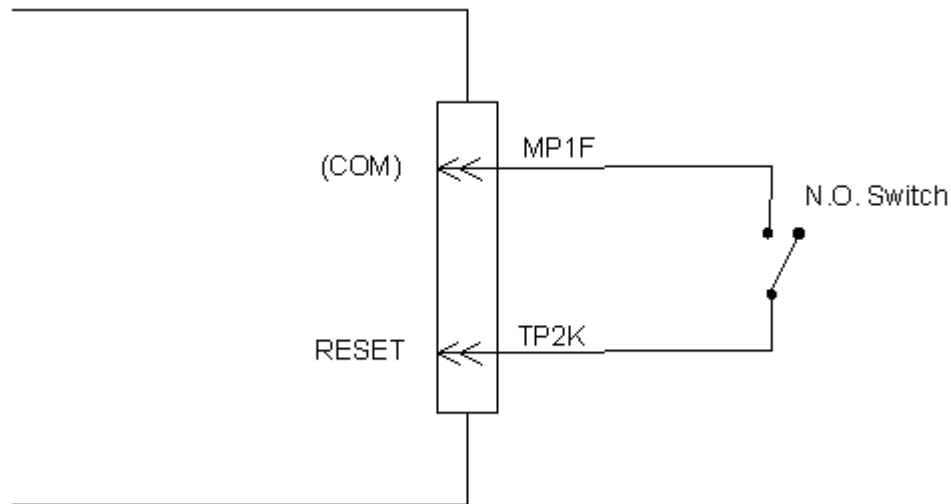 (COM)
MP1F
N.O. Switch
RESET
TP2K